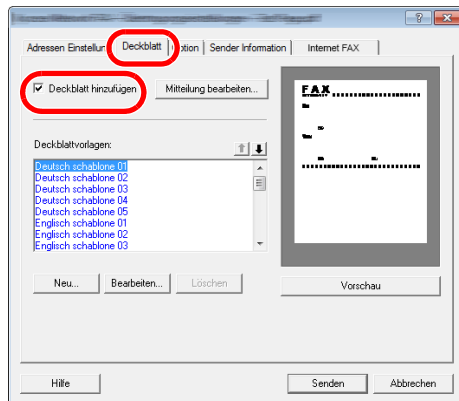 Adressen Einstellun Deckblatt ption Sender Information Internet FAX
Deckblatt hinzufügen Mitteilung bearbeiten...
FAX
Deckblattvorlagen:
Deutsch schablone 01
Deutsch schablone 02
Deutsch schablone 03
Deutsch schablone 04
Deutsch schablone 05
Englisch schablone 01
Englisch schablone 02
Englisch schablone 03
Neu... Bearbeiten... Löschen Vorschau
Hilfe Senden Abbrechen